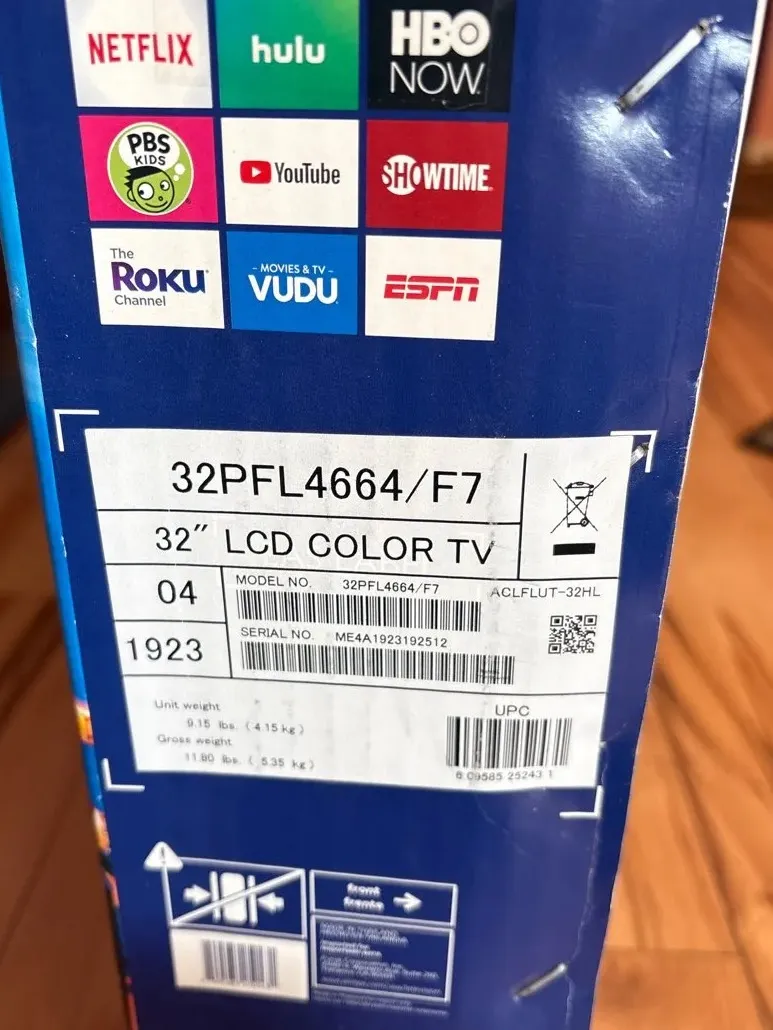 NETFLIX
hulu
HBO
NOW
PBS
KIDS
YouTube
SHOWTIME
The
Roku
Channel
MOVIES & TV
VUDU
ESPN
32PFL4664/F7
32" LCD COLOR TV
04
MODEL NO. 32PFL4664/F7
ACLFLUT-32HL
1923
SERIAL NO. ME4A1923192512
Unit weight
9.15 lbs. (4.15 kg)
Gross weight
11.80 lbs. ( 5.35 kg)
UPC
6 09585 25243 1
front
frente